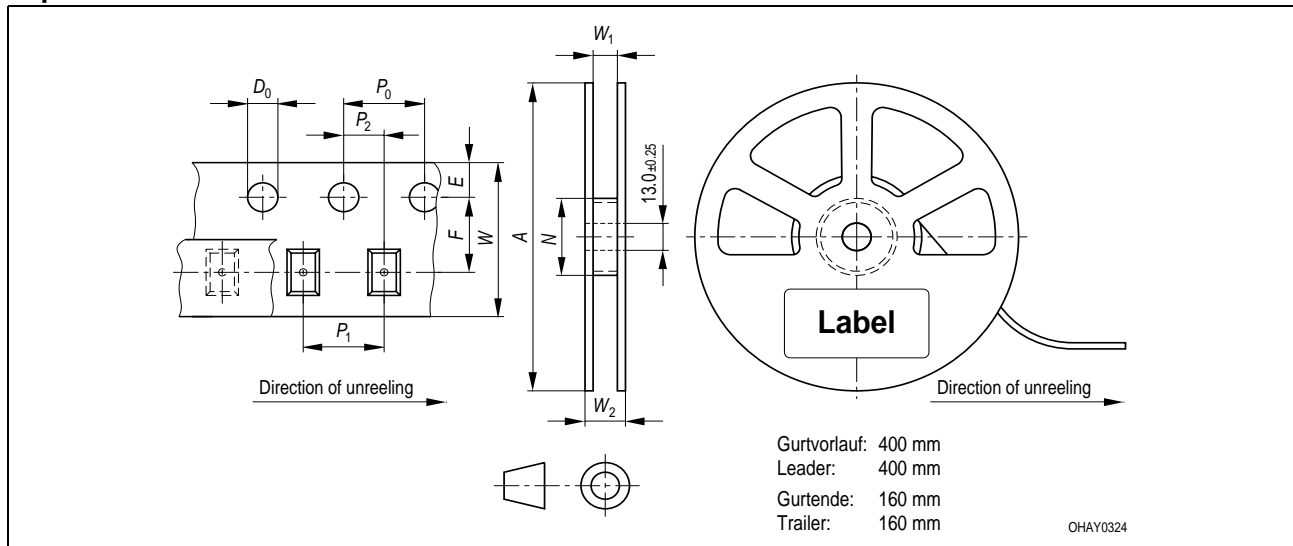 W1
D0
P0
P2
E
F
W
A
N
13.0±0.25
P1
W2
Label
Direction of unreeling
Direction of unreeling
Gurtvorlauf: 400 mm
Leader: 400 mm
Gurtende: 160 mm
Trailer: 160 mm
OHAY0324